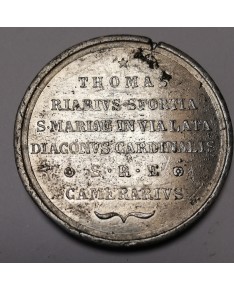 THOMAS
RIARIVS SFORTIA
S·MARIAE IN VIA LATA
DIACONVS CARDINALIS
S · R · E
CAMERARIVS